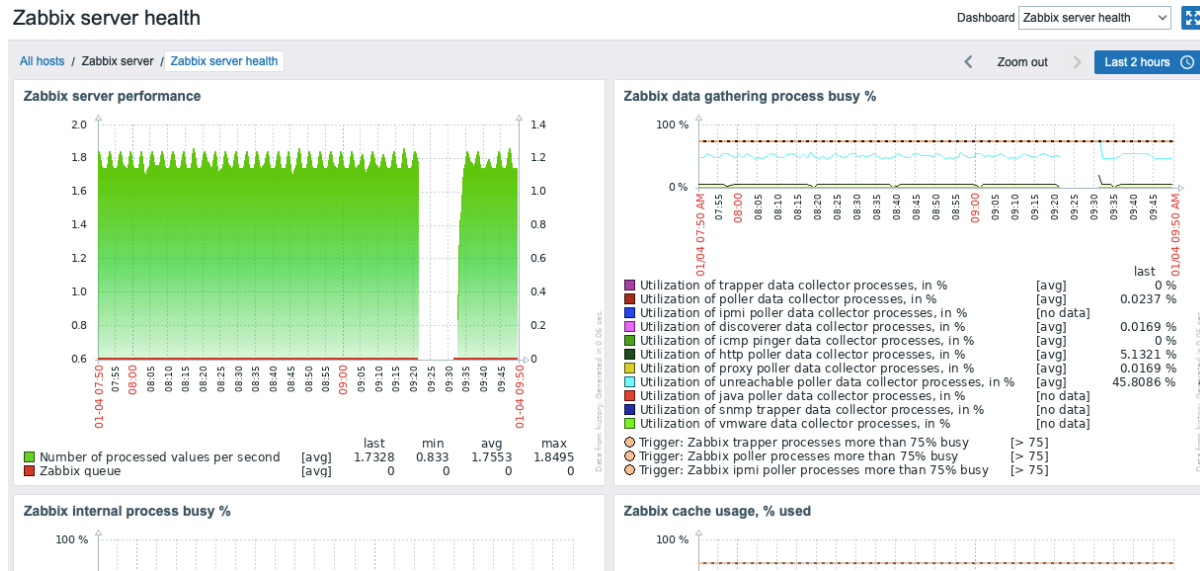 Zabbix server health
Dashboard Zabbix server health
All hosts / Zabbix server / Zabbix server health
Zoom out
Last 2 hours
Zabbix server performance
2.0
1.8
1.6
1.4
1.2
1.0
0.8
0.6
1.4
1.2
1.0
0.8
0.6
0.4
0.2
0
01-04 07:50 07:55 08:00 08:05 08:10 08:15 08:20 08:25 08:30 08:35 08:40 08:45 08:50 08:55 09:00 09:05 09:10 09:15 09:20 09:25 09:30 09:35 09:40 09:45 01-04 09:50
last min avg max
Number of processed values per second [avg] 1.7328 0.833 1.7553 1.8495
Zabbix queue [avg] 0 0 0 0
Data from history. Generated in 0.06 sec.
Zabbix data gathering process busy %
100 %
0 %
01/04 07:50 AM 07:55 08:00 08:05 08:10 08:15 08:20 08:25 08:30 08:35 08:40 08:45 08:50 08:55 09:00 09:05 09:10 09:15 09:20 09:25 09:30 09:35 09:40 09:45 01/04 09:50 AM
last
Utilization of trapper data collector processes, in % [avg] 0 %
Utilization of poller data collector processes, in % [avg] 0.0237 %
Utilization of ipmi poller data collector processes, in % [no data]
Utilization of discoverer data collector processes, in % [avg] 0.0169 %
Utilization of icmp pinger data collector processes, in % [avg] 0 %
Utilization of http poller data collector processes, in % [avg] 5.1321 %
Utilization of proxy poller data collector processes, in % [avg] 0.0169 %
Utilization of unreachable poller data collector processes, in % [avg] 45.8086 %
Utilization of java poller data collector processes, in % [no data]
Utilization of snmp trapper data collector processes, in % [no data]
Utilization of vmware data collector processes, in % [no data]
Trigger: Zabbix trapper processes more than 75% busy [> 75]
Trigger: Zabbix poller processes more than 75% busy [> 75]
Trigger: Zabbix ipmi poller processes more than 75% busy [> 75]
Zabbix internal process busy %
100 %
Zabbix cache usage, % used
100 %